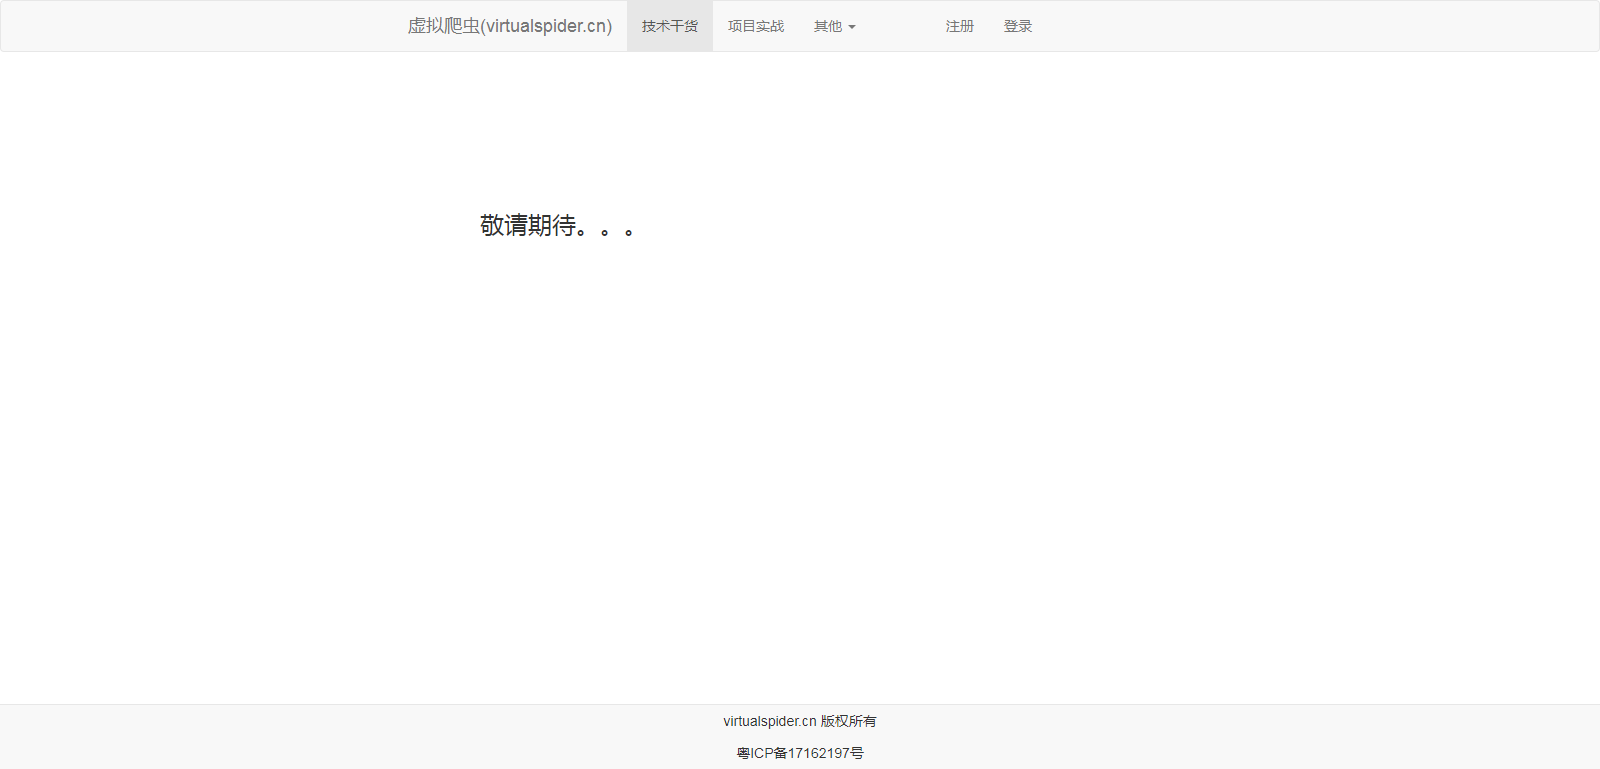 虚拟爬虫(virtualspider.cn) 技术干货 项目实战 其他 注册 登录
敬请期待。。。
virtualspider.cn 版权所有
粤ICP备17162197号